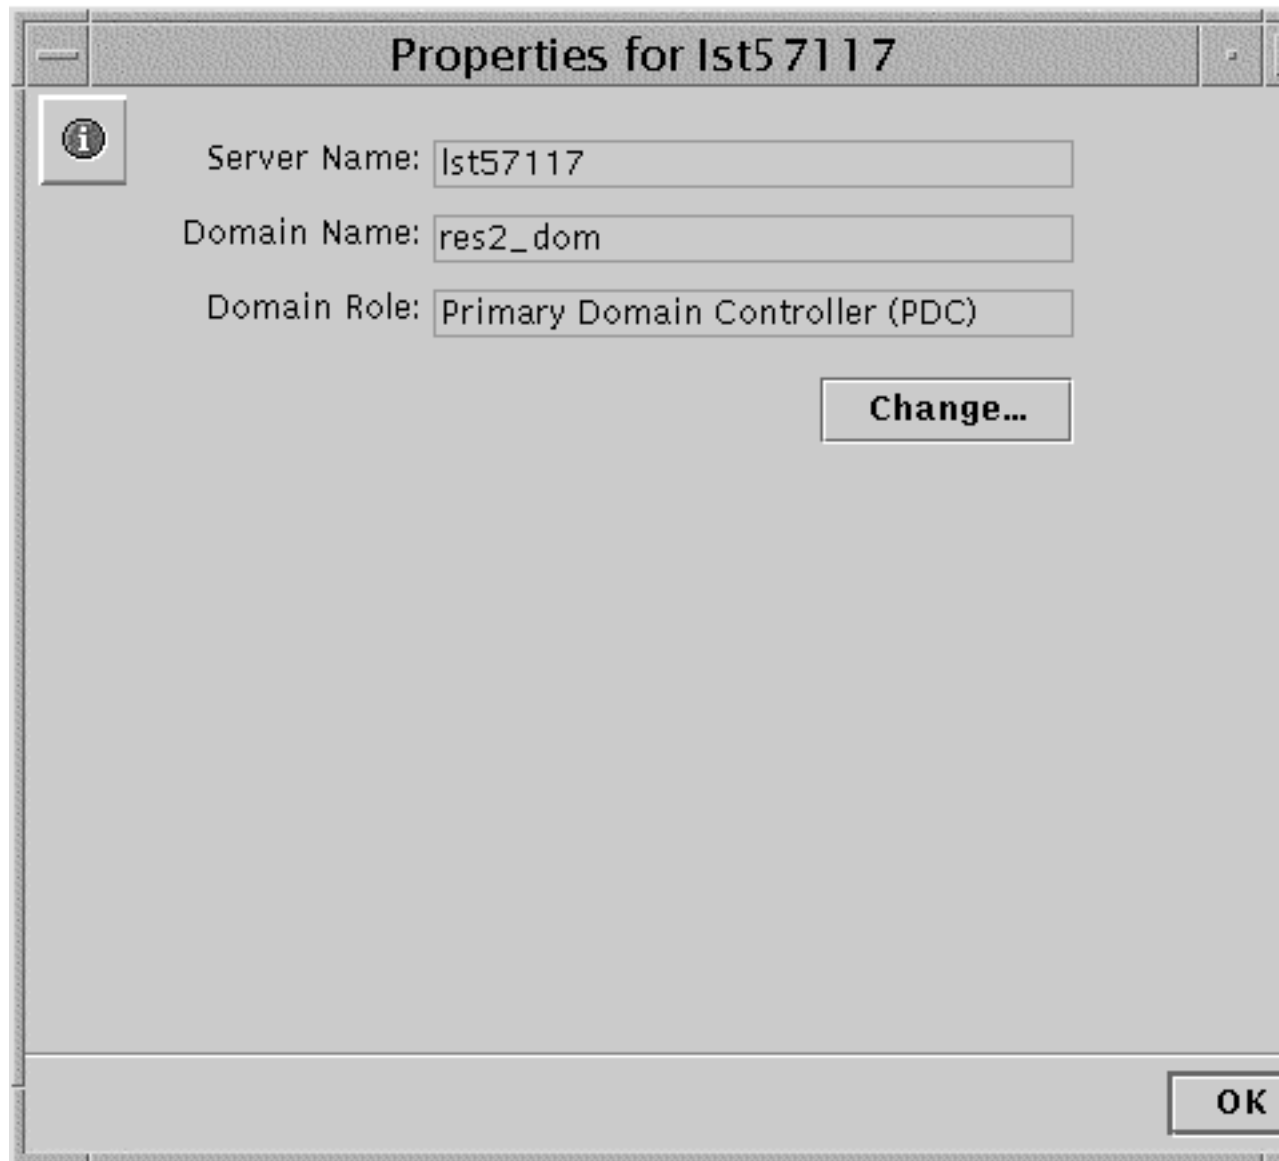 Properties for lst57117
Server Name: lst57117
Domain Name: res2_dom
Domain Role: Primary Domain Controller (PDC)
Change...
OK